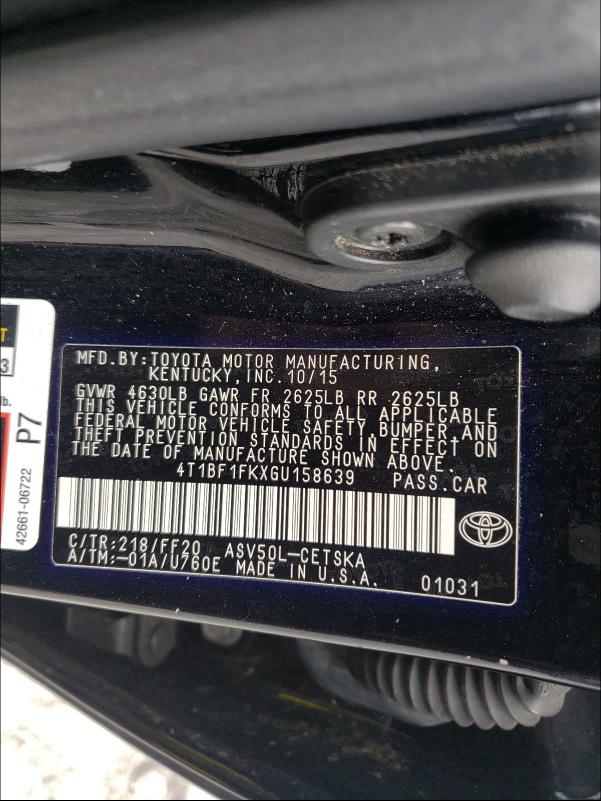 MFD.BY:TOYOTA MOTOR MANUFACTURING,
KENTUCKY, INC. 10/15
GVWR 4630LB GAWR FR 2625LB RR 2625LB
THIS VEHICLE CONFORMS TO ALL APPLICABLE
FEDERAL MOTOR VEHICLE SAFETY, BUMPER, AND
THEFT PREVENTION STANDARDS IN EFFECT ON
THE DATE OF MANUFACTURE SHOWN ABOVE.
4T1BF1FKXGU158639 PASS.CAR
C/TR:218/FF20 ASV50L-CETSKA
A/TM:-01A/U760E MADE IN U.S.A. 01031
T
3
lb.
P7
42661-06722